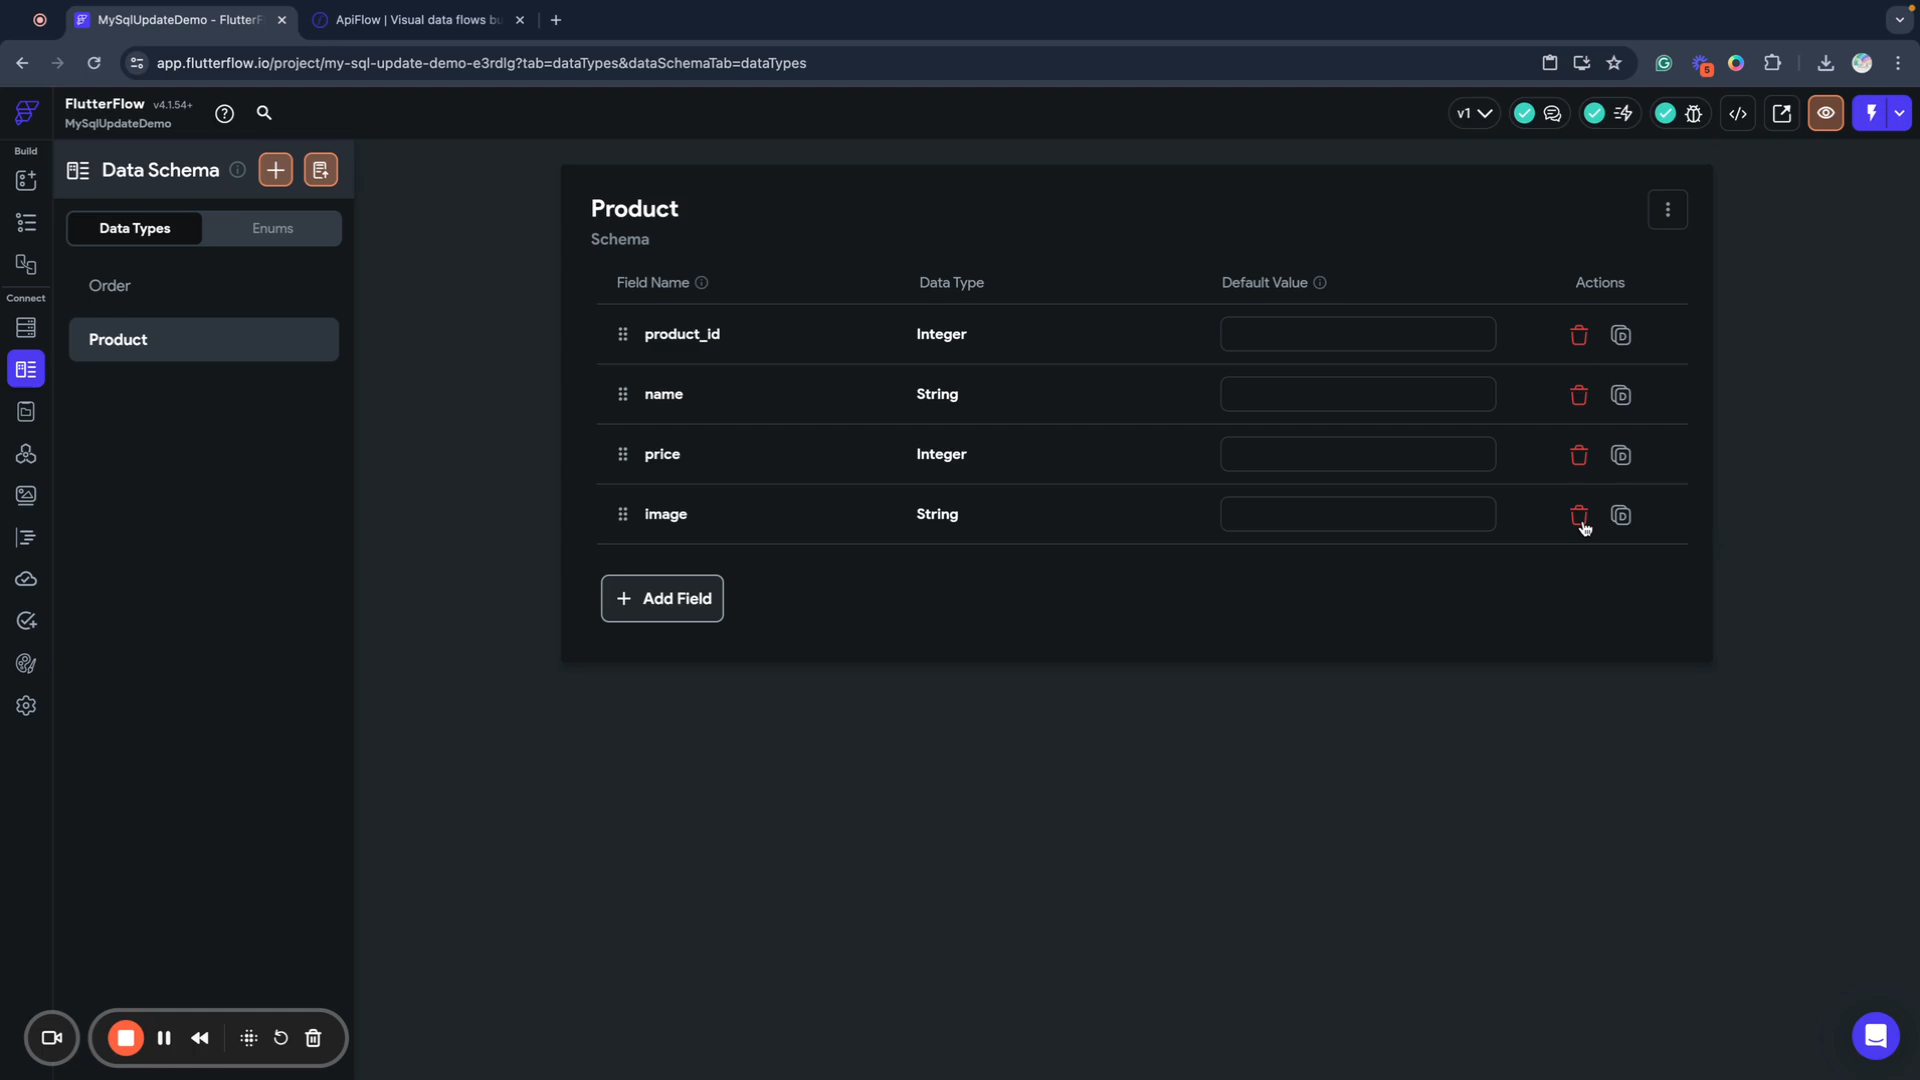 MySqlUpdateDemo - FlutterF
ApiFlow | Visual data flows bu
app.flutterflow.io/project/my-sql-update-demo-e3rdlg?tab=dataTypes&dataSchemaTab=dataTypes
5
FlutterFlow v4.1.54+
MySqlUpdateDemo
v1
Build
Data Schema
Data Types
Enums
Order
Connect
Product
Product
Schema
Field Name
Data Type
Default Value
Actions
product_id
Integer
name
String
price
Integer
image
String
+ Add Field